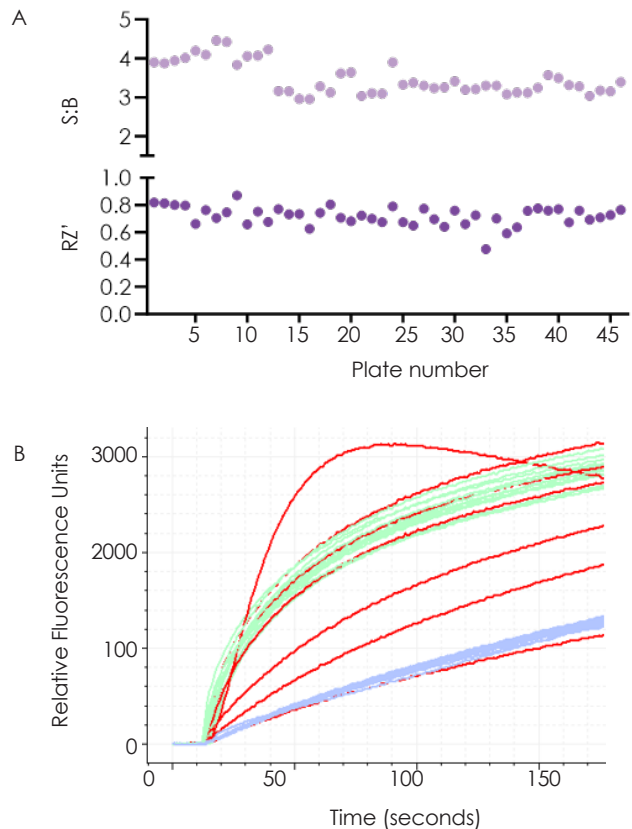 A
5
4
3
2
S:B
1.0
0.8
0.6
0.4
0.2
0.0
RZ'
5 10 15 20 25 30 35 40 45
Plate number
B
3000
2000
100
0
Relative Fluorescence Units
0 50 100 150
Time (seconds)